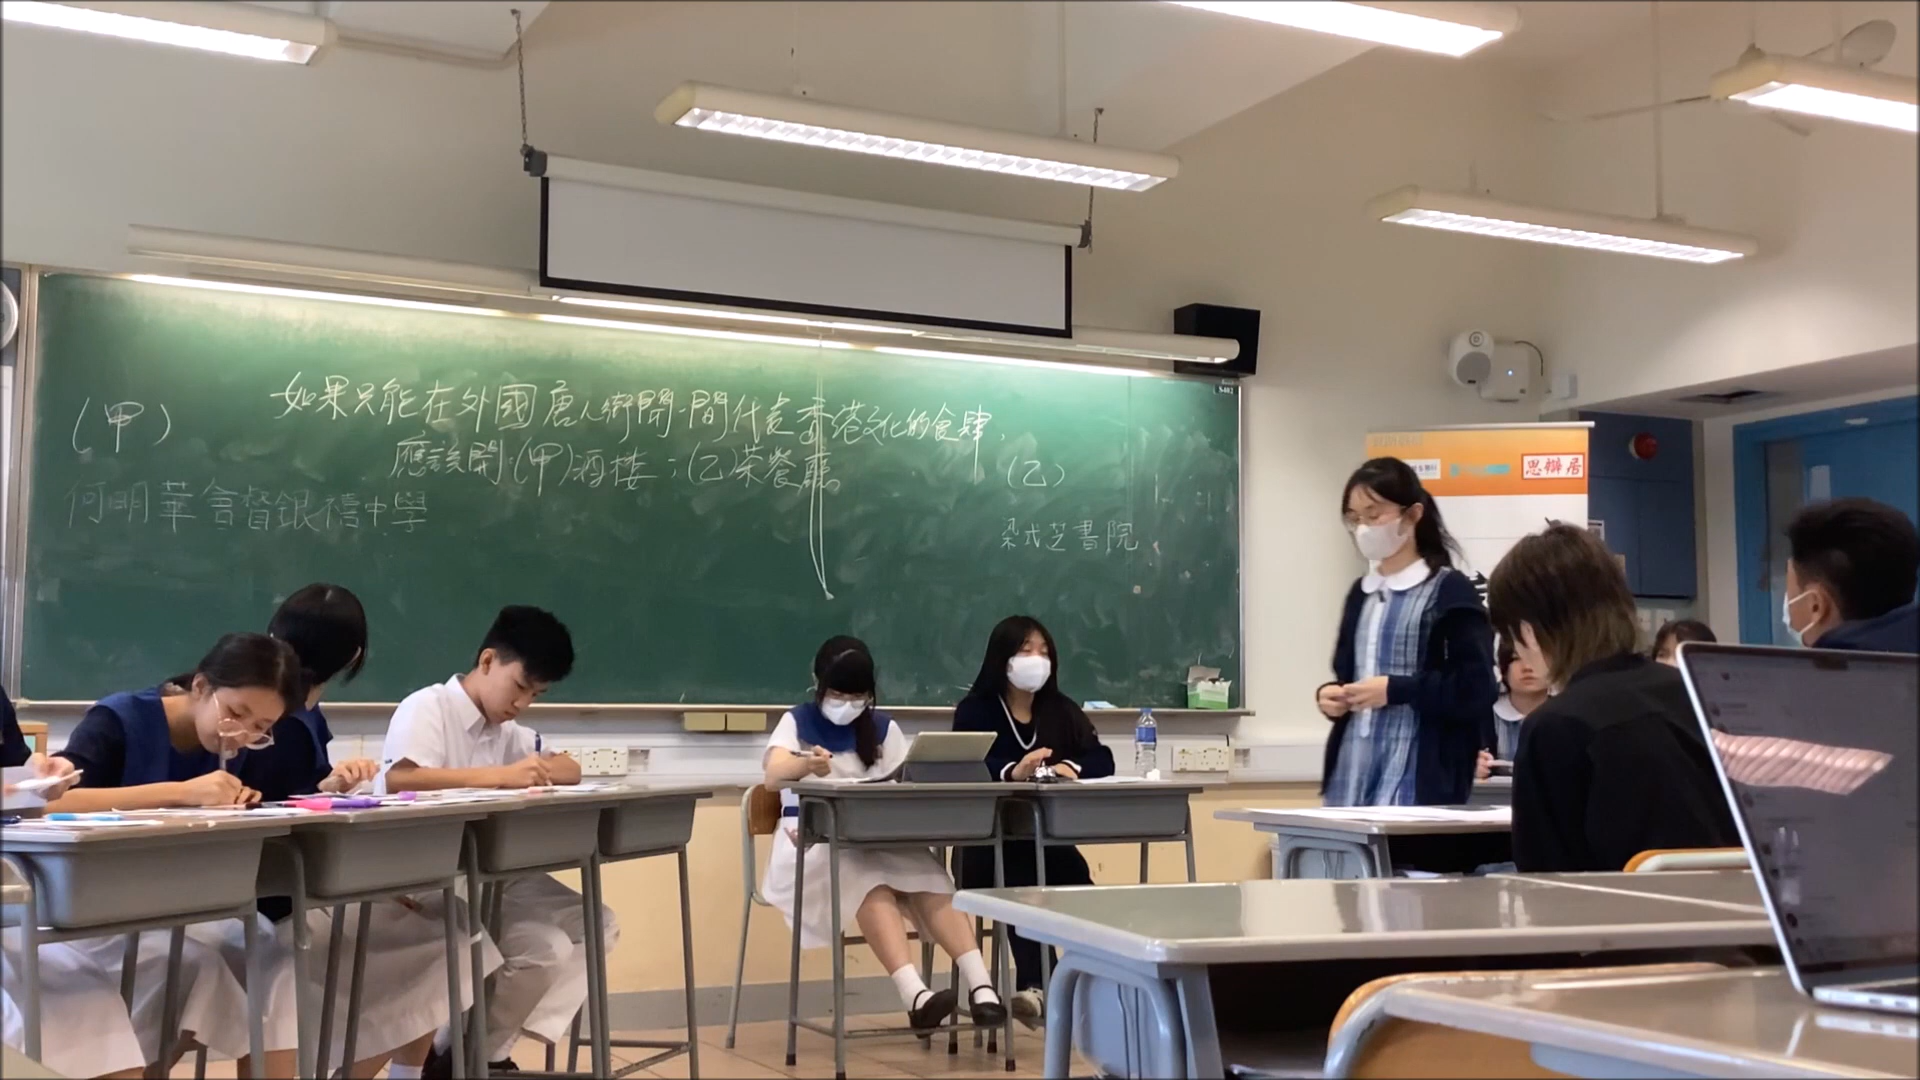 如果只能在外國唐人街開一間代表香港文化的食肆，
應該開：(甲)酒樓；(乙)茶餐廳
(甲)
何明華會督銀禧中學
(乙)
梁式芝書院
思辯居